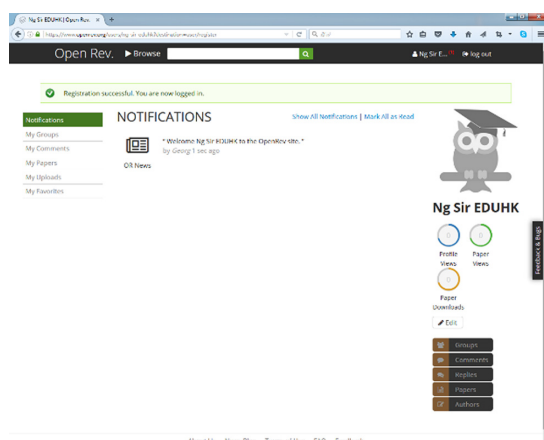 Ng Sir EDUHK | Open Rev.
Open Rev.
Browse
Ng Sir E...
log out
Registration successful. You are now logged in.
Notifications
My Groups
My Comments
My Papers
My Uploads
My Favorites
NOTIFICATIONS
Show All Notifications | Mark All as Read
OR News
" Welcome Ng Sir EDUHK to the OpenRev site. "
by Georg 1 sec ago
Ng Sir EDUHK
0
Profile
Views
0
Paper
Views
0
Paper
Downloads
Edit
Groups
Comments
Replies
Papers
Authors
Feedback & Bugs